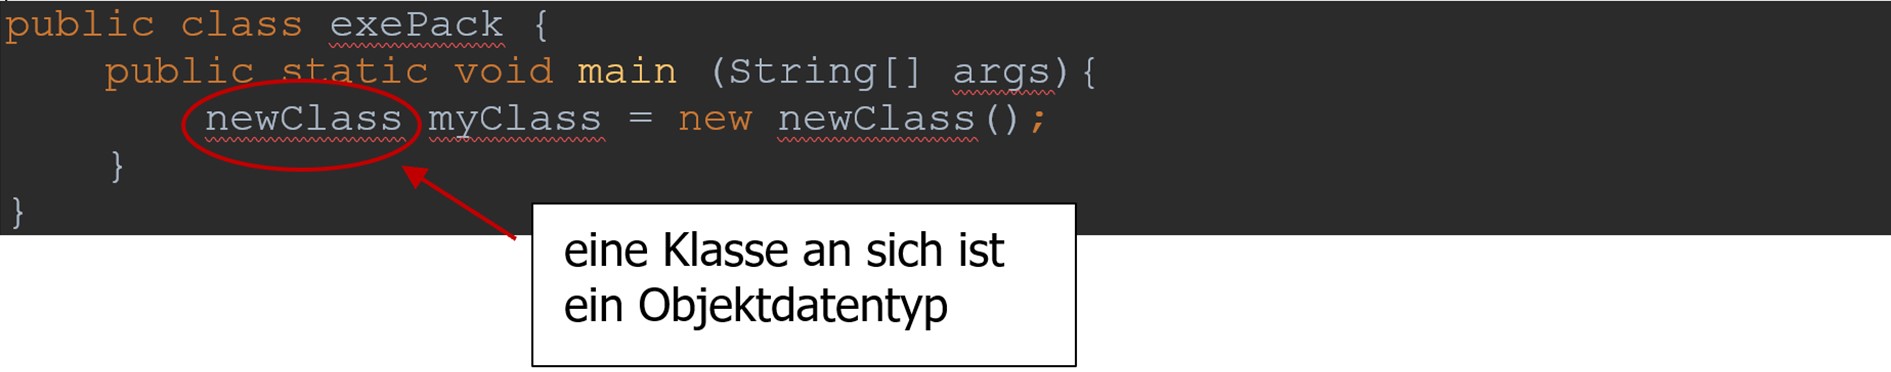 public class exePack {
public static void main (String[] args){
newClass myClass = new newClass();
}
}
eine Klasse an sich ist
ein Objektdatentyp